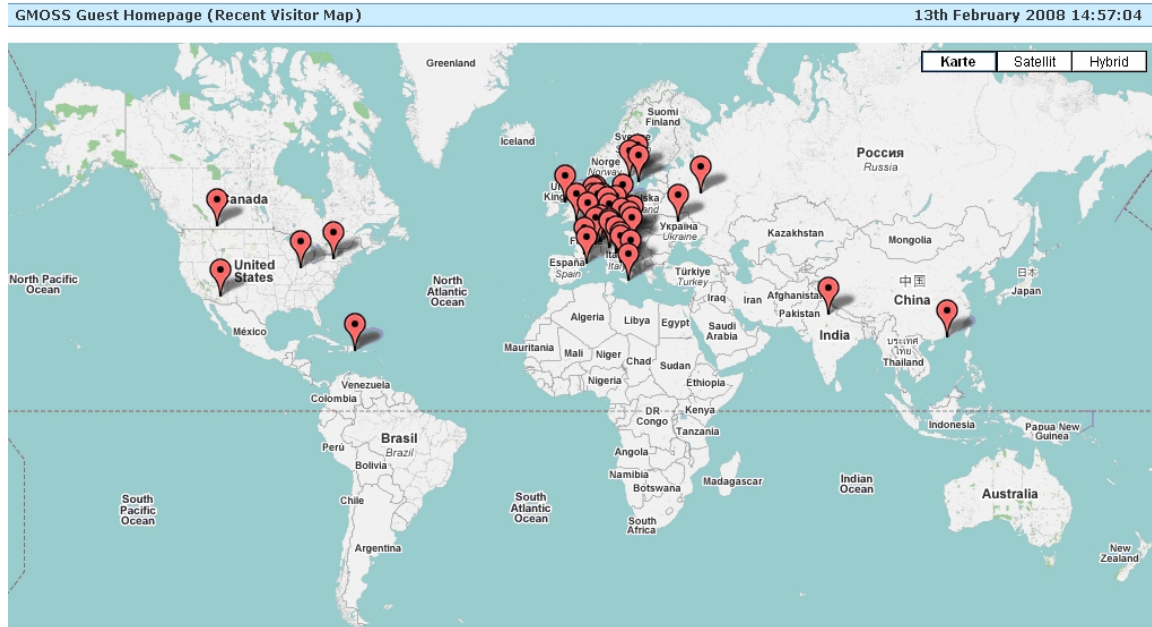 GMOSS Guest Homepage (Recent Visitor Map)
13th February 2008 14:57:04
Karte
Satellit
Hybrid
Greenland
Iceland
Suomi
Finland
Norge
Norway
Россия
Russia
Canada
United
States
Україна
Ukraine
Kazakhstan
Mongolia
España
Spain
Italy
Türkiye
Turkey
中国
China
日本
Japan
North Pacific
Ocean
North
Atlantic
Ocean
México
Algeria
Libya
Egypt
Iraq
Iran
Afghanistan
Pakistan
Saudi
Arabia
India
ประเทศ
ไทย
Thailand
Mauritania
Mali
Niger
Chad
Sudan
Nigeria
Ethiopia
Venezuela
Colombia
DR
Congo
Kenya
Tanzania
Indonesia
Papua New
Guinea
Brasil
Brazil
Perú
Bolivia
Angola
Namibia
Botswana
Madagascar
Indian
Ocean
Australia
South
Pacific
Ocean
Chile
South
Atlantic
Ocean
South
Africa
Argentina
New
Zealand